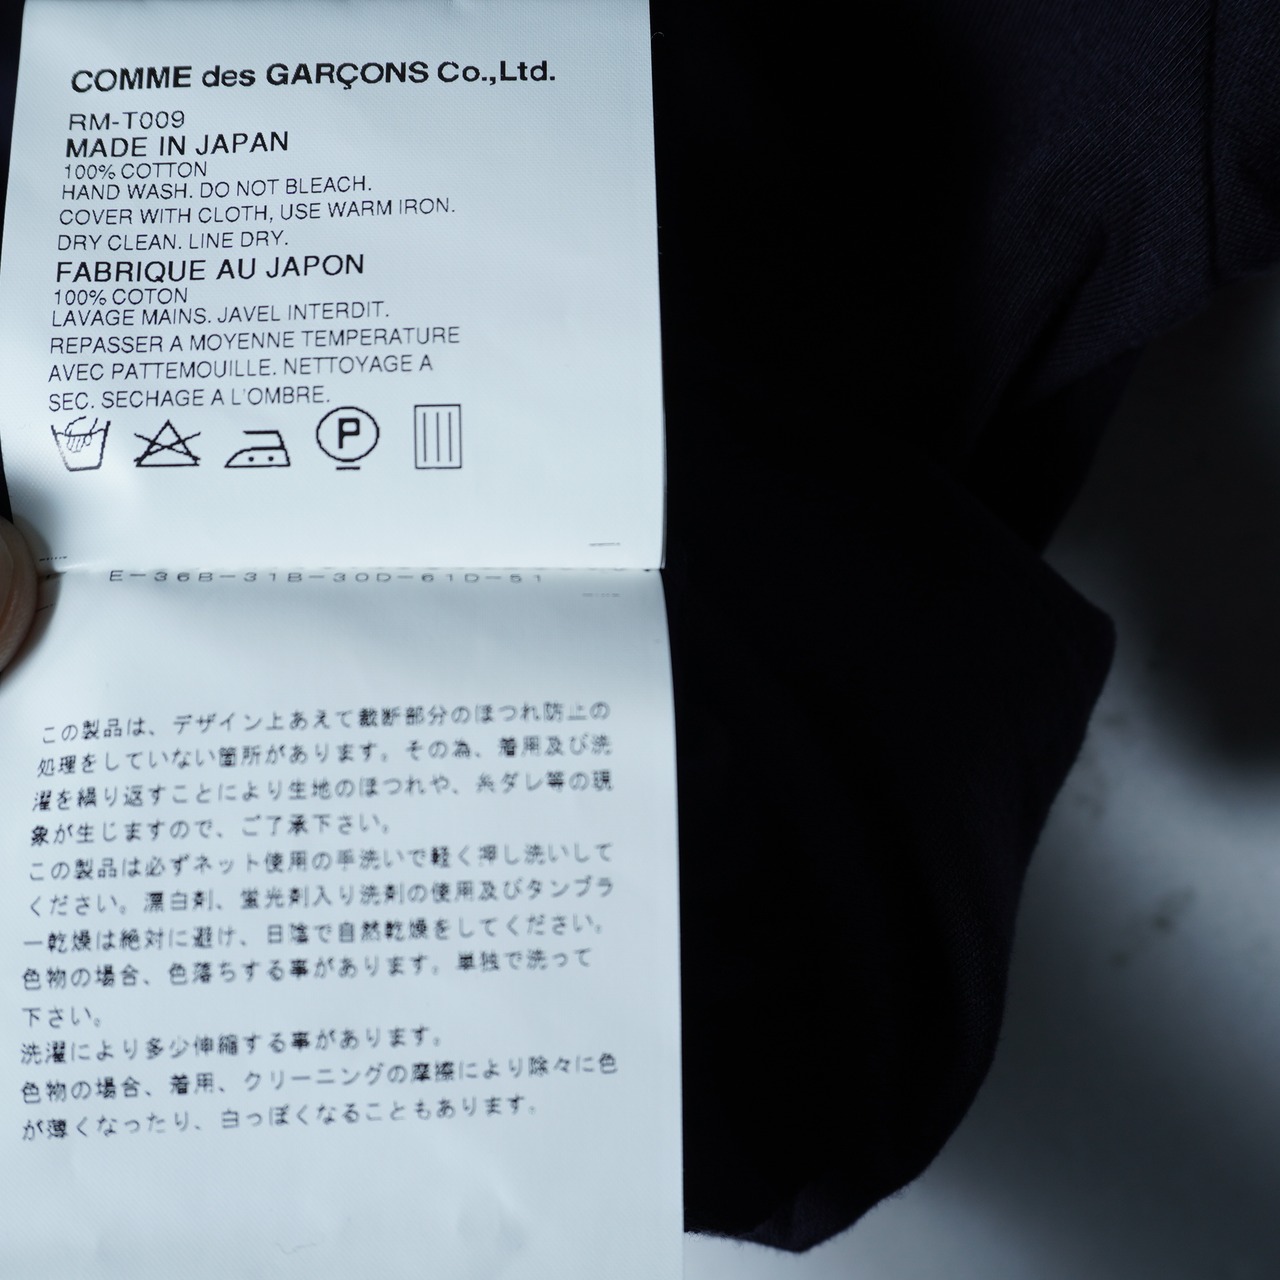 COMME des GARÇONS Co.,Ltd.
RM-T009
MADE IN JAPAN
100% COTTON
HAND WASH. DO NOT BLEACH.
COVER WITH CLOTH, USE WARM IRON.
DRY CLEAN. LINE DRY.
FABRIQUE AU JAPON
100% COTON
LAVAGE MAINS. JAVEL INTERDIT.
REPASSER A MOYENNE TEMPERATURE
AVEC PATTEMOUILLE. NETTOYAGE A
SEC. SECHAGE A L'OMBRE.
P
E-36B-31B-30D-61D-51
この製品は、デザイン上あえて裁断部分のほつれ防止の
処理をしていない箇所があります。その為、着用及び洗
濯を繰り返すことにより生地のほつれや、糸ダレ等の現
象が生じますので、ご了承下さい。
この製品は必ずネット使用の手洗いで軽く押し洗いして
ください。漂白剤、蛍光剤入り洗剤の使用及びタンブラ
ー乾燥は絶対に避け、日陰で自然乾燥をしてください。
色物の場合、色落ちする事があります。単独で洗って
下さい。
洗濯により多少伸縮する事があります。
色物の場合、着用、クリーニングの摩擦により除々に色
が薄くなったり、白っぽくなることもあります。